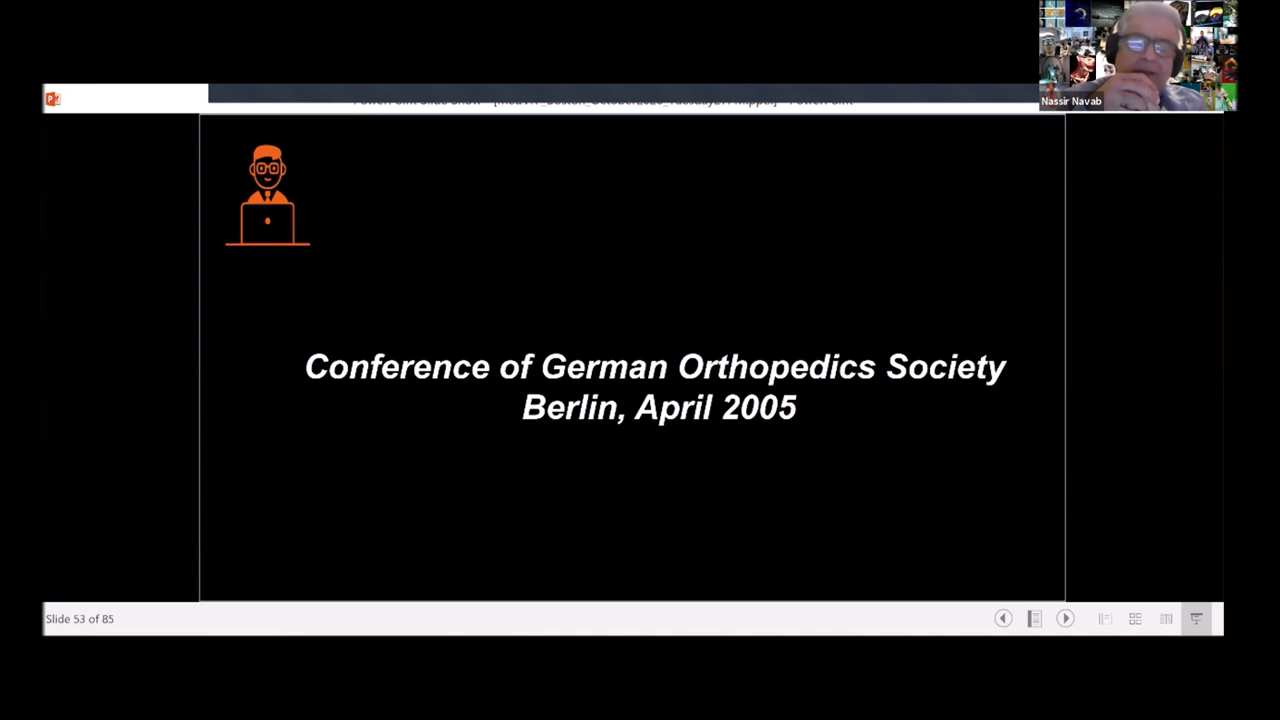 Nassir Navab
Conference of German Orthopedics Society
Berlin, April 2005
Slide 53 of 85